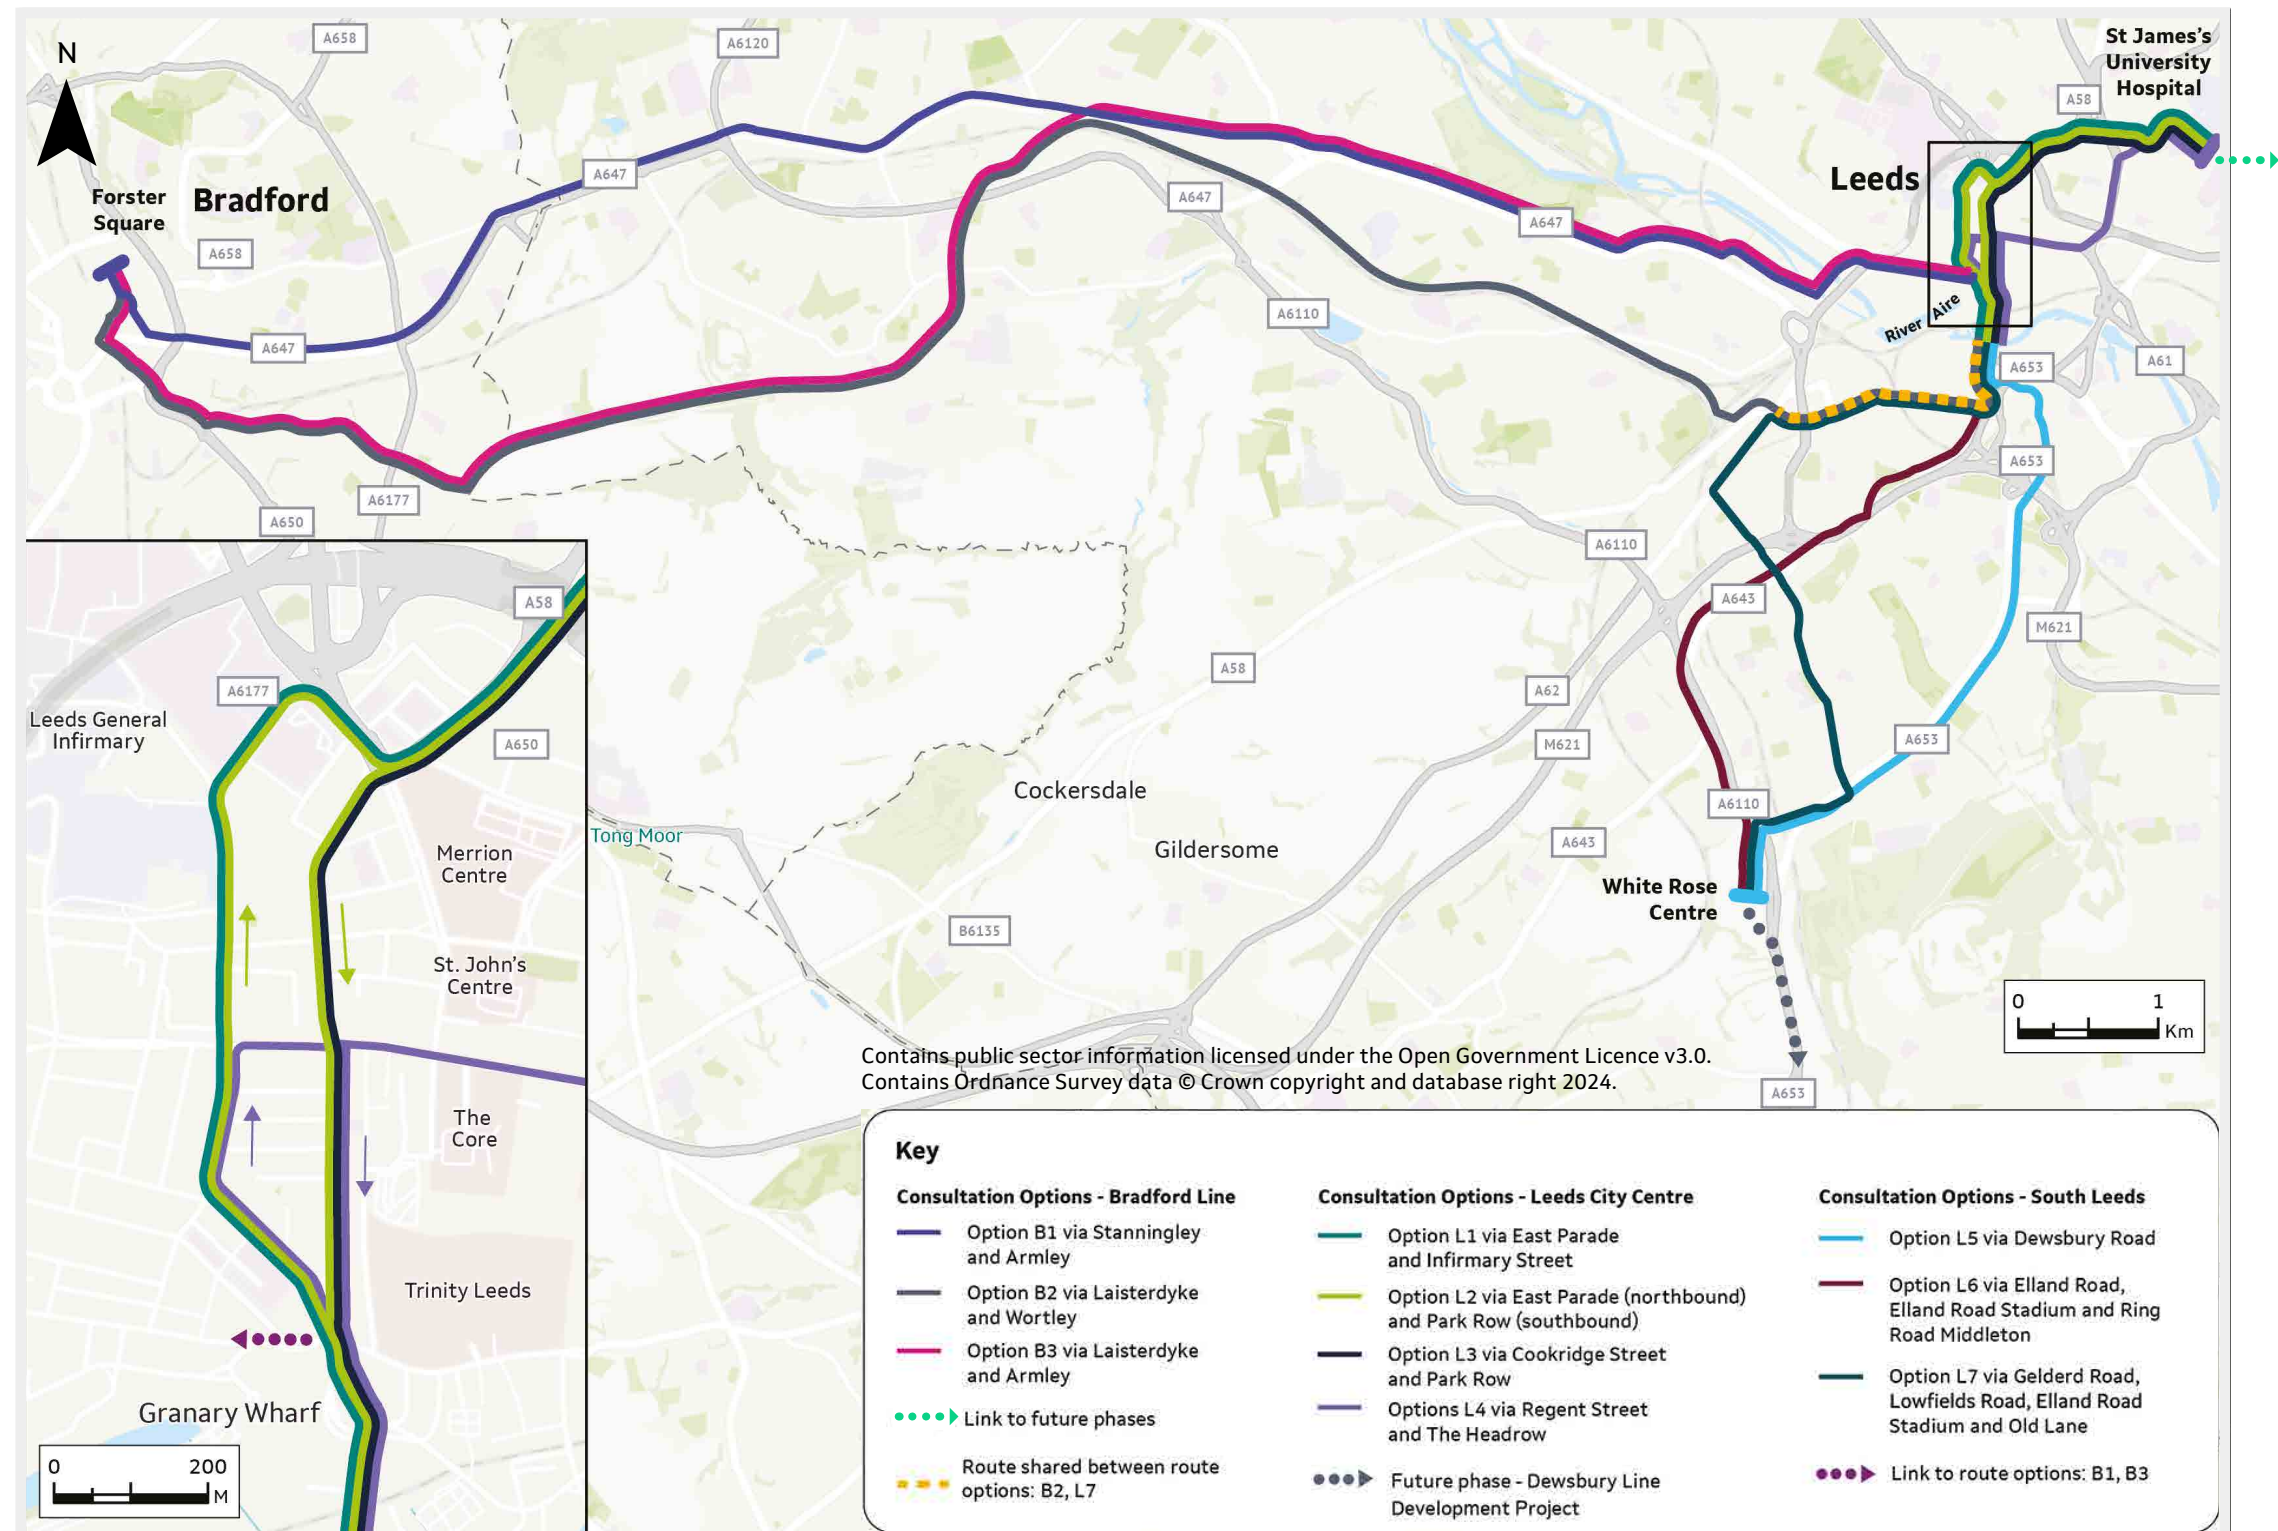 N
A658
A6120
St James's
University
Hospital
A58
Leeds
Forster
Square
Bradford
A658
A647
A647
A647
A647
A6110
River Aire
A653
A61
A653
A6177
A650
A6110
A643
M621
A58
A62
M621
A653
A6110
A643
Cockersdale
Gildersome
Tong Moor
B6135
White Rose
Centre
A653
0 1
Km
A58
A6177
Leeds General
Infirmary
A650
Merrion
Centre
St. John's
Centre
The
Core
Trinity Leeds
Granary Wharf
0 200
M
Contains public sector information licensed under the Open Government Licence v3.0.
Contains Ordnance Survey data © Crown copyright and database right 2024.
Key
Consultation Options - Bradford Line
Option B1 via Stanningley
and Armley
Option B2 via Laisterdyke
and Wortley
Option B3 via Laisterdyke
and Armley
Link to future phases
Route shared between route
options: B2, L7
Consultation Options - Leeds City Centre
Option L1 via East Parade
and Infirmary Street
Option L2 via East Parade (northbound)
and Park Row (southbound)
Option L3 via Cookridge Street
and Park Row
Options L4 via Regent Street
and The Headrow
Future phase - Dewsbury Line
Development Project
Consultation Options - South Leeds
Option L5 via Dewsbury Road
Option L6 via Elland Road,
Elland Road Stadium and Ring
Road Middleton
Option L7 via Gelderd Road,
Lowfields Road, Elland Road
Stadium and Old Lane
Link to route options: B1, B3